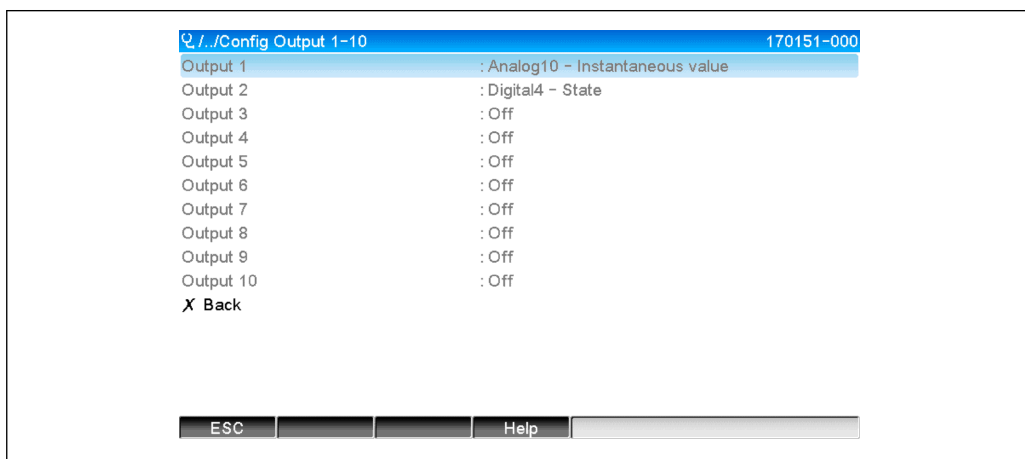 /../Config Output 1-10 170151-000
Output 1 : Analog10 - Instantaneous value
Output 2 : Digital4 - State
Output 3 : Off
Output 4 : Off
Output 5 : Off
Output 6 : Off
Output 7 : Off
Output 8 : Off
Output 9 : Off
Output 10 : Off
X Back
ESC Help